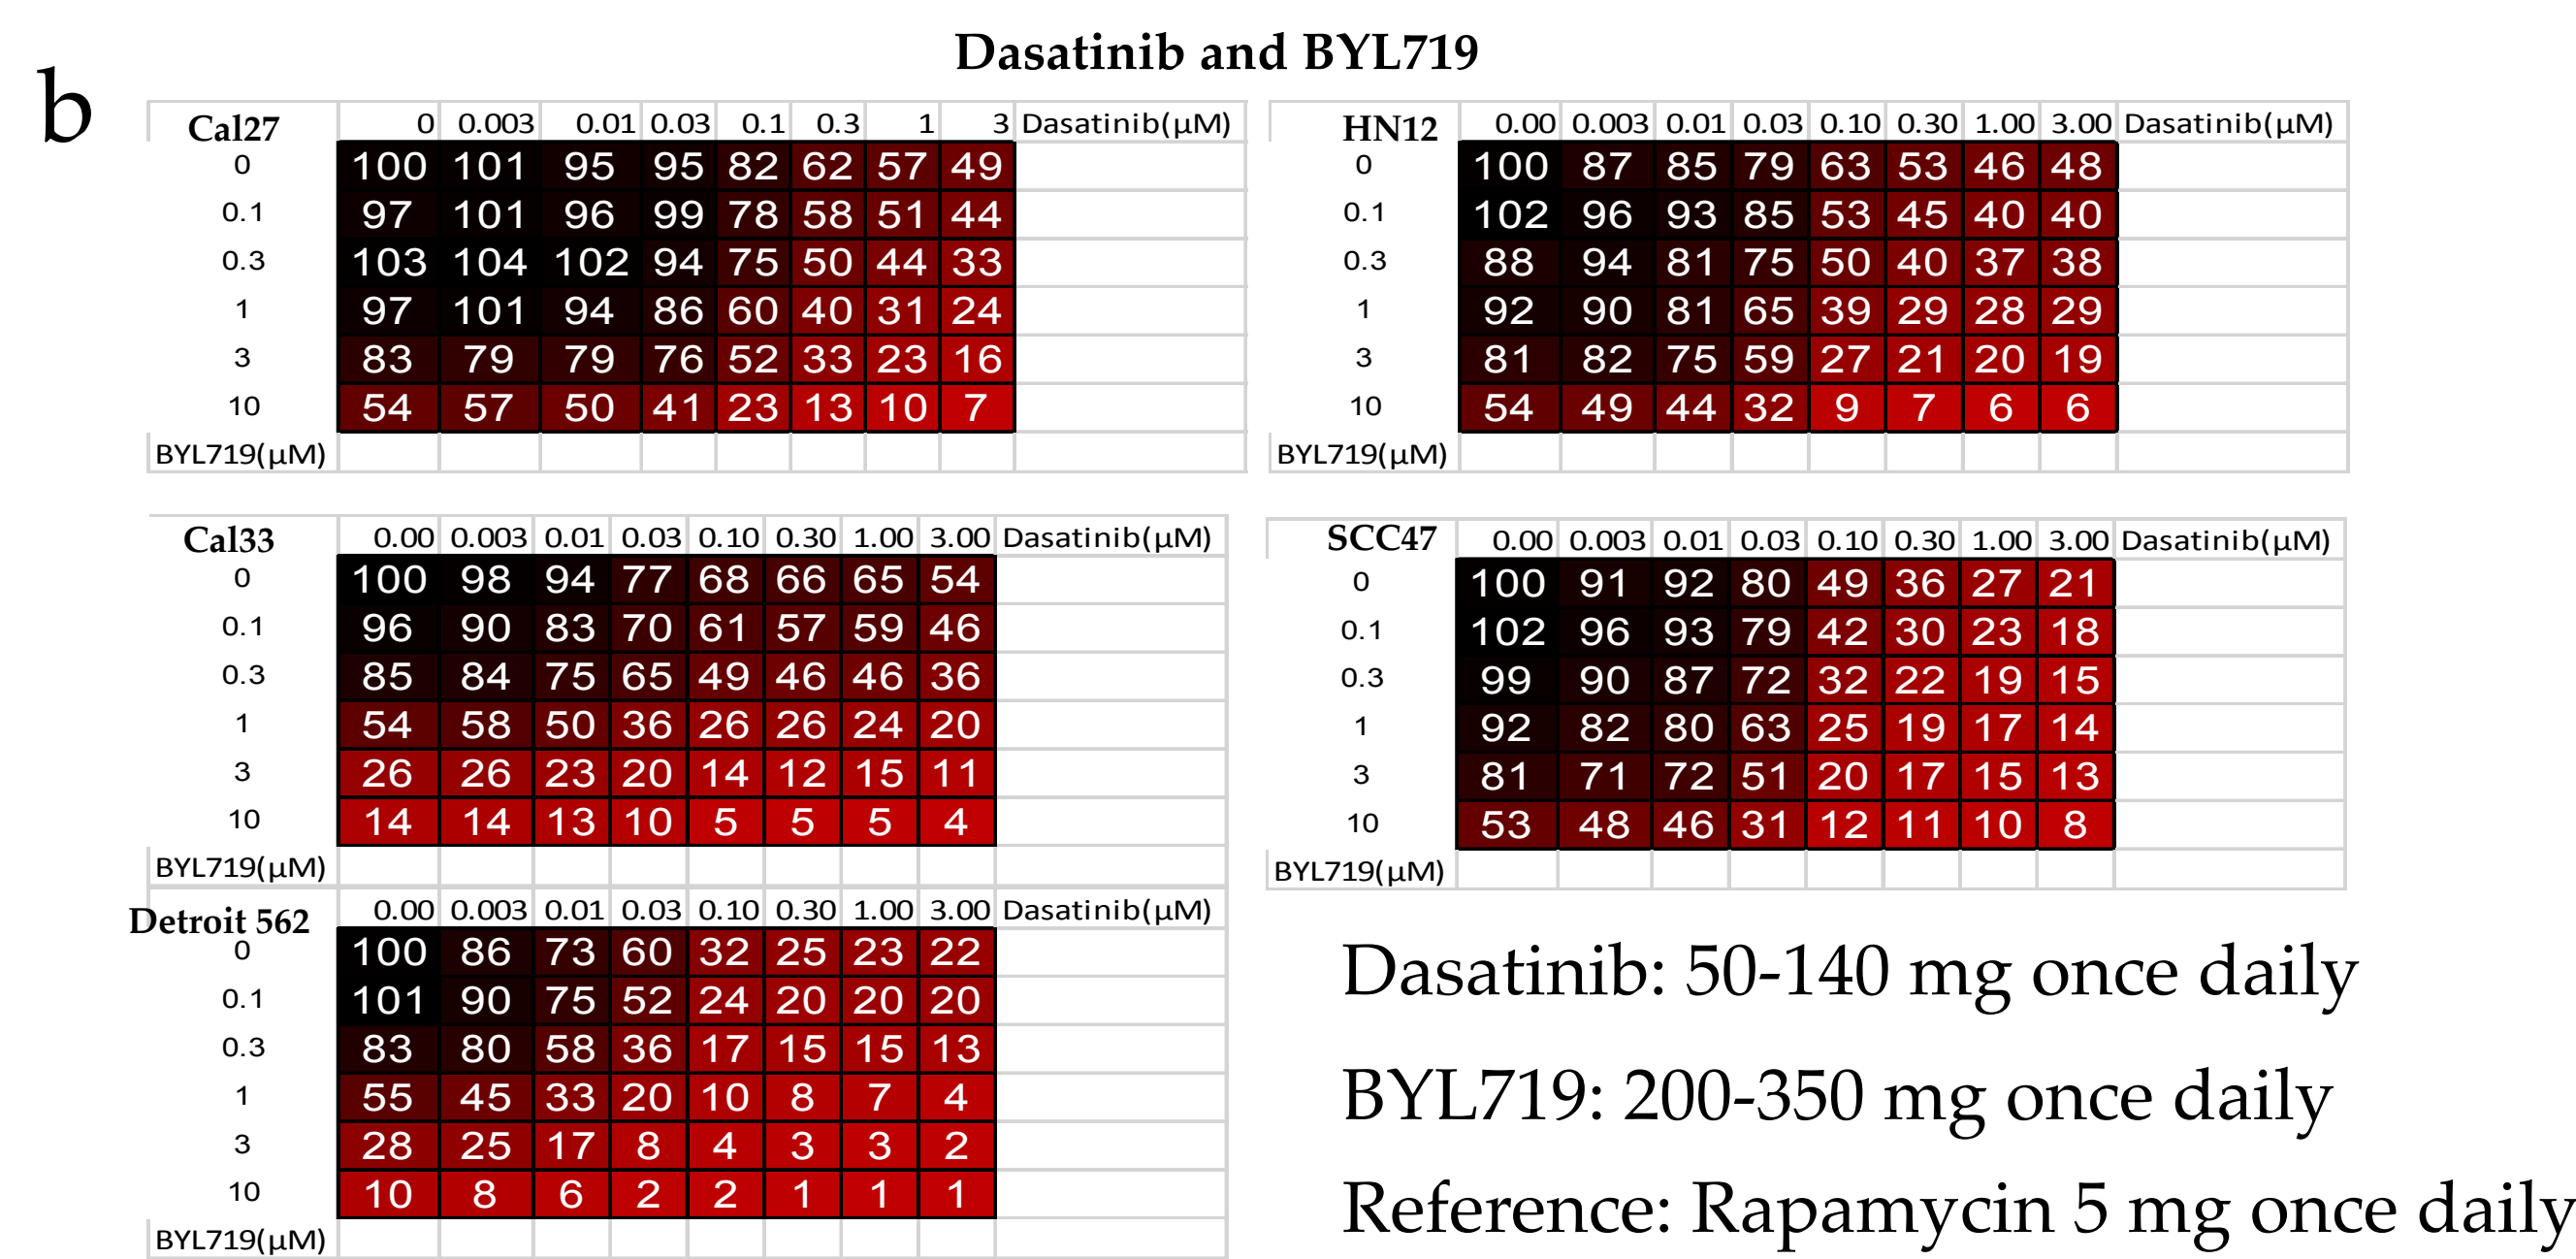 Dasatinib and BYL719
b
Cal27 0 0.003 0.01 0.03 0.1 0.3 1 3 Dasatinib(µM)
0 100 101 95 95 82 62 57 49
0.1 97 101 96 99 78 58 51 44
0.3 103 104 102 94 75 50 44 33
1 97 101 94 86 60 40 31 24
3 83 79 79 76 52 33 23 16
10 54 57 50 41 23 13 10 7
BYL719(µM)
HN12 0.00 0.003 0.01 0.03 0.10 0.30 1.00 3.00 Dasatinib(µM)
0 100 87 85 79 63 53 46 48
0.1 102 96 93 85 53 45 40 40
0.3 88 94 81 75 50 40 37 38
1 92 90 81 65 39 29 28 29
3 81 82 75 59 27 21 20 19
10 54 49 44 32 9 7 6 6
BYL719(µM)
Cal33 0.00 0.003 0.01 0.03 0.10 0.30 1.00 3.00 Dasatinib(µM)
0 100 98 94 77 68 66 65 54
0.1 96 90 83 70 61 57 59 46
0.3 85 84 75 65 49 46 46 36
1 54 58 50 36 26 26 24 20
3 26 26 23 20 14 12 15 11
10 14 14 13 10 5 5 5 4
BYL719(µM)
SCC47 0.00 0.003 0.01 0.03 0.10 0.30 1.00 3.00 Dasatinib(µM)
0 100 91 92 80 49 36 27 21
0.1 102 96 93 79 42 30 23 18
0.3 99 90 87 72 32 22 19 15
1 92 82 80 63 25 19 17 14
3 81 71 72 51 20 17 15 13
10 53 48 46 31 12 11 10 8
BYL719(µM)
Detroit 562 0.00 0.003 0.01 0.03 0.10 0.30 1.00 3.00 Dasatinib(µM)
0 100 86 73 60 32 25 23 22
0.1 101 90 75 52 24 20 20 20
0.3 83 80 58 36 17 15 15 13
1 55 45 33 20 10 8 7 4
3 28 25 17 8 4 3 3 2
10 10 8 6 2 2 1 1 1
BYL719(µM)
Dasatinib: 50-140 mg once daily
BYL719: 200-350 mg once daily
Reference: Rapamycin 5 mg once daily